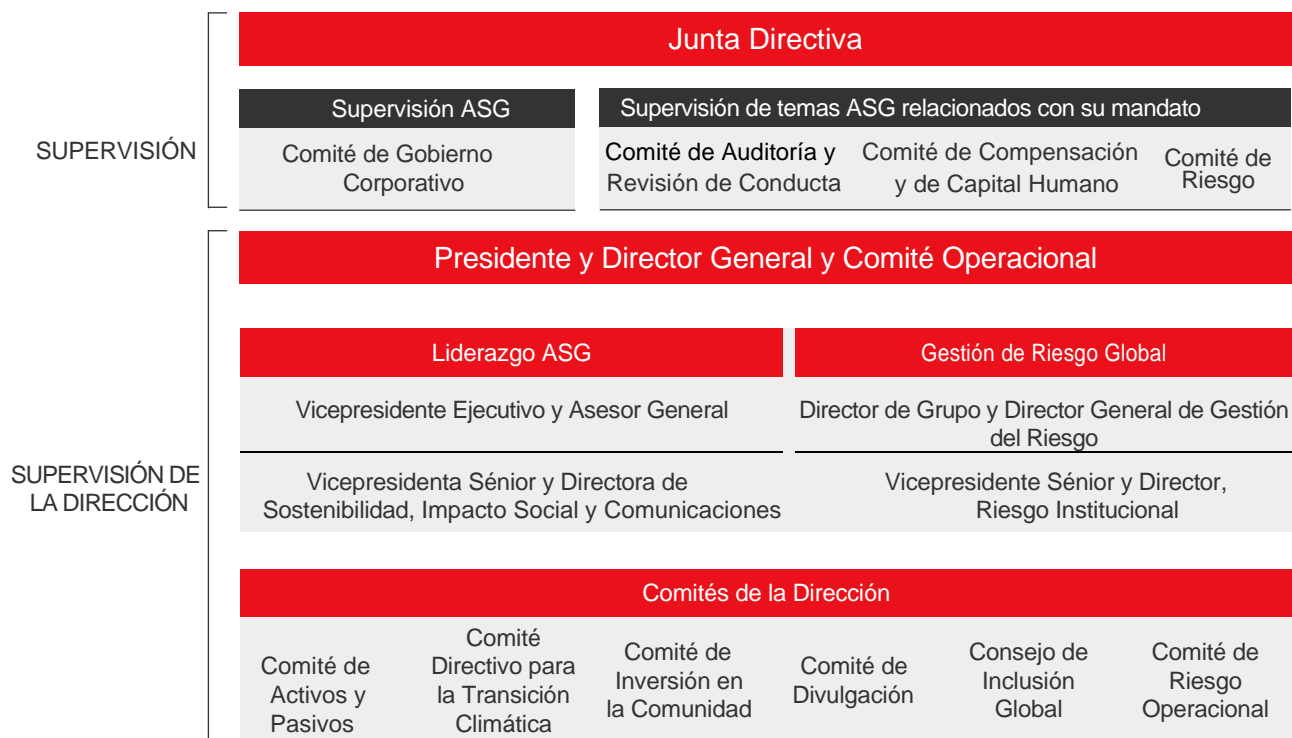 Junta Directiva
SUPERVISIÓN
Supervisión ASG
Comité de Gobierno
Corporativo
Supervisión de temas ASG relacionados con su mandato
Comité de Auditoría y
Revisión de Conducta
Comité de Compensación
y de Capital Humano
Comité de
Riesgo
SUPERVISIÓN DE
LA DIRECCIÓN
Presidente y Director General y Comité Operacional
Liderazgo ASG
Vicepresidente Ejecutivo y Asesor General
Vicepresidenta Sénior y Directora de
Sostenibilidad, Impacto Social y Comunicaciones
Gestión de Riesgo Global
Director de Grupo y Director General de Gestión
del Riesgo
Vicepresidente Sénior y Director,
Riesgo Institucional
Comités de la Dirección
Comité de
Activos y
Pasivos
Comité
Directivo para
la Transición
Climática
Comité de
Inversión en
la Comunidad
Comité de
Divulgación
Consejo de
Inclusión
Global
Comité de
Riesgo
Operacional